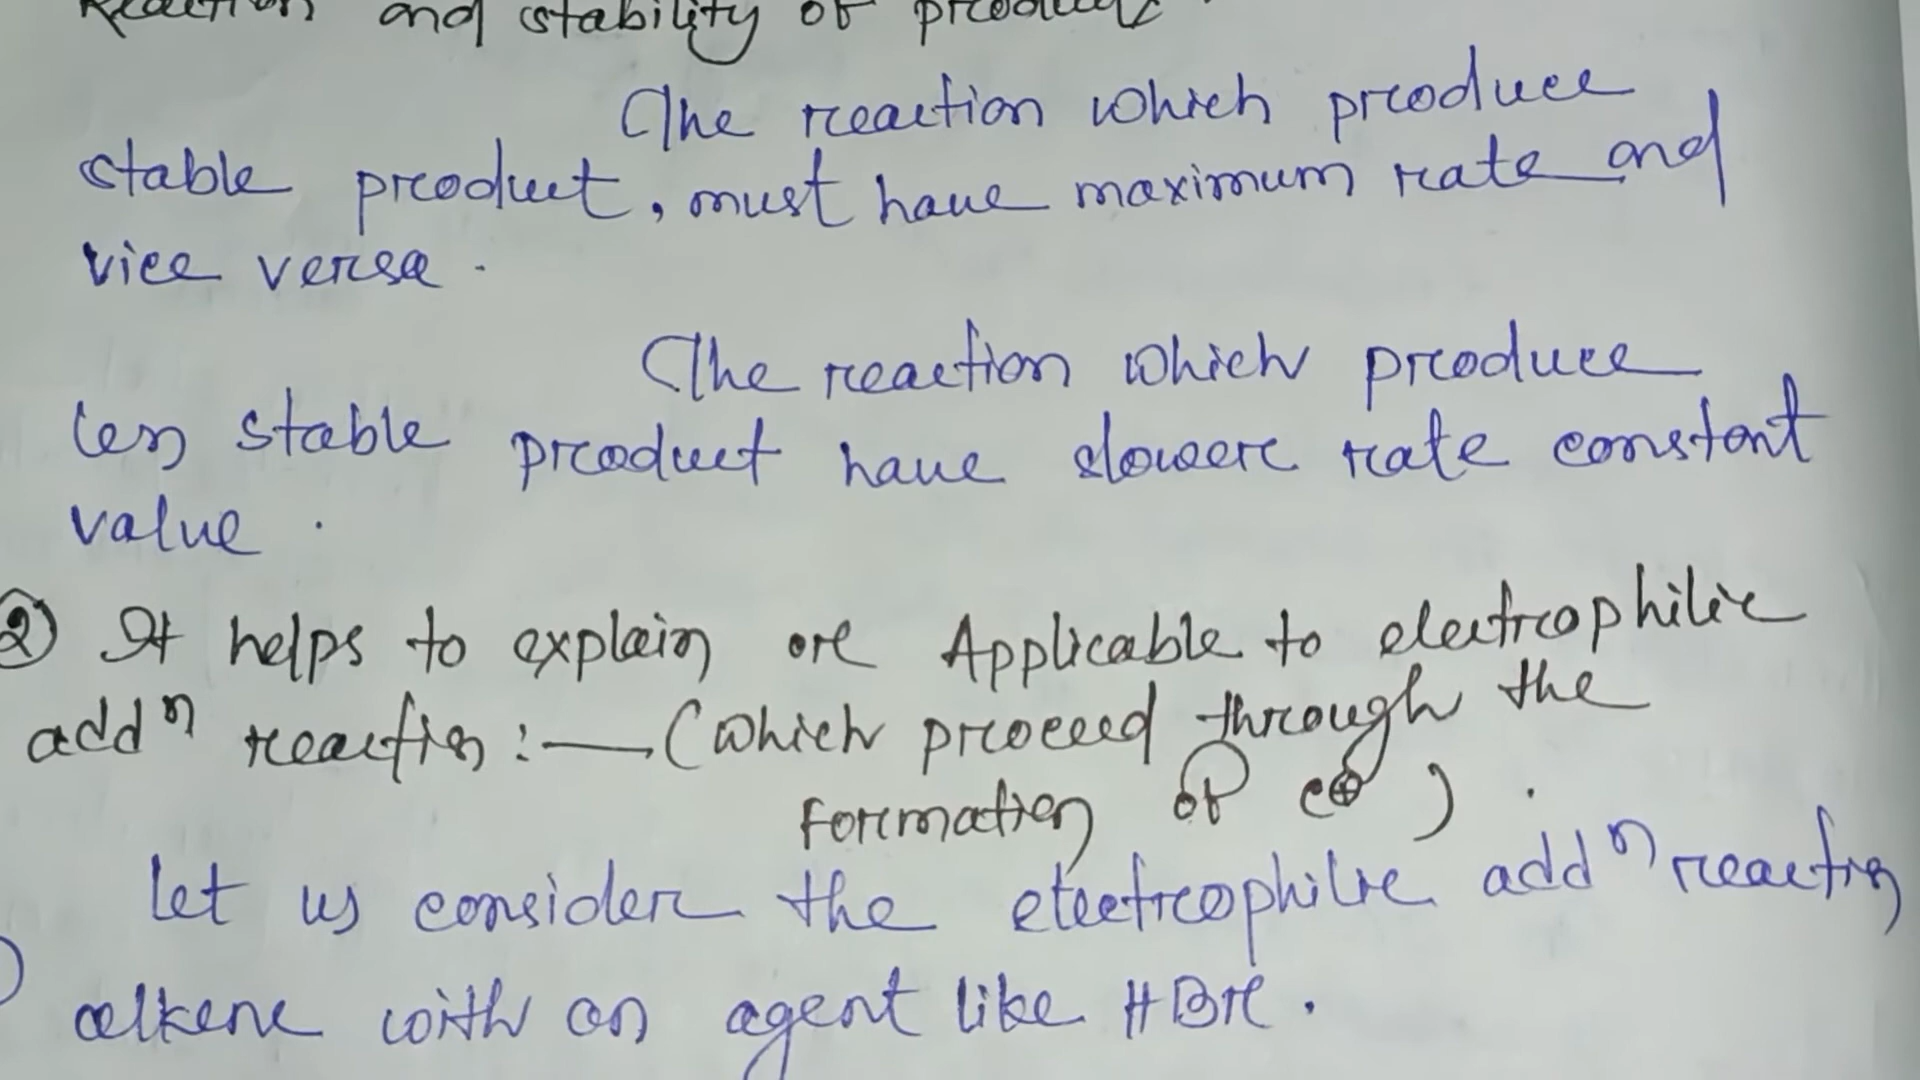 Reaction and stability of product
The reaction which produce
stable product, must have maximum rate and
vice versa.
The reaction which produce
less stable product have slower rate constant
value.
② It helps to explain or Applicable to electrophilic
addⁿ reaction :— (which proceed through the
formation of C⊕).
let us consider the electrophilic addⁿ reaction
alkene with an agent like HBr.